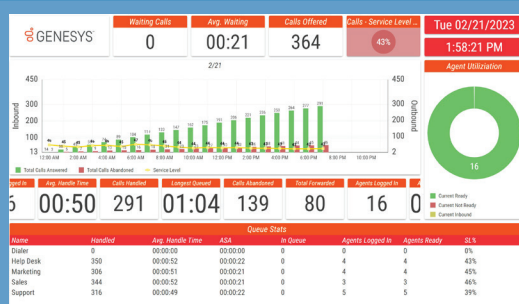 GENESYS
Waiting Calls
0
Avg. Waiting
00:21
Calls Offered
364
Calls - Service Level ...
43%
Tue 02/21/2023
1:58:21 PM
2/21
450
300
200
100
13
Inbound
450
300
200
100
2
Outbound
12:00 AM 2:00 AM 4:00 AM 6:00 AM 8:00 AM 10:00 AM 12:00 PM 2:00 PM 4:00 PM 6:00 PM 8:30 PM 10:00 PM
Total Calls Answered Total Calls Abandoned Service Level
Agent Utilization
16
Current Ready
Current Not Ready
Current Inbound
gged In
6
Avg. Handle Time
00:50
Calls Handled
291
Longest Queued
01:04
Calls Abandoned
139
Total Forwarded
80
Agents Logged In
16
A
0
Queue Stats
Name Handled Avg. Handle Time ASA In Queue Agents Logged In Agents Ready SL%
Dialer 0 00:00:00 00:00:00 0 0 0 0%
Help Desk 350 00:00:52 00:00:22 0 4 4 43%
Marketing 306 00:00:51 00:00:21 0 4 4 45%
Sales 344 00:00:52 00:00:21 0 3 3 46%
Support 316 00:00:49 00:00:22 0 5 5 39%